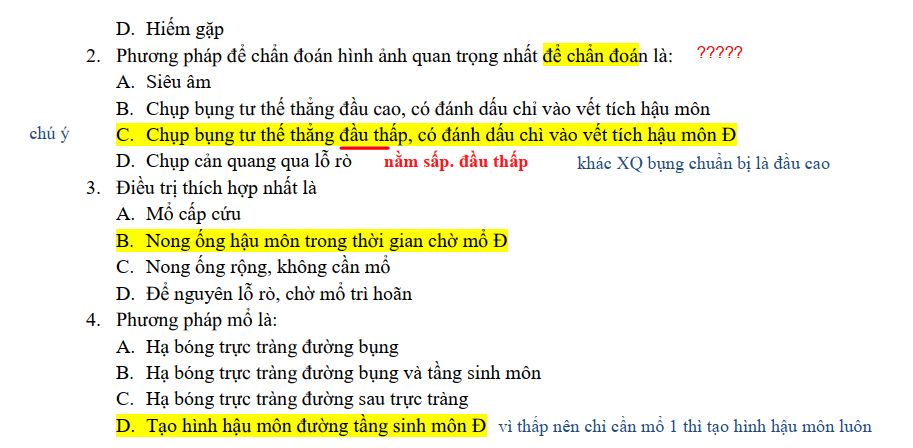 D. Hiếm gặp
2. Phương pháp để chẩn đoán hình ảnh quan trọng nhất để chẩn đoán là: ?????
A. Siêu âm
B. Chụp bụng tư thế thẳng đầu cao, có đánh dấu chỉ vào vết tích hậu môn
chú ý C. Chụp bụng tư thế thẳng đầu thấp, có đánh dấu chì vào vết tích hậu môn Đ
D. Chụp cản quang qua lỗ rò nằm sấp. đầu thấp khác XQ bụng chuẩn bị là đầu cao
3. Điều trị thích hợp nhất là
A. Mổ cấp cứu
B. Nong ống hậu môn trong thời gian chờ mổ Đ
C. Nong ống rộng, không cần mổ
D. Để nguyên lỗ rò, chờ mổ trì hoãn
4. Phương pháp mổ là:
A. Hạ bóng trực tràng đường bụng
B. Hạ bóng trực tràng đường bụng và tầng sinh môn
C. Hạ bóng trực tràng đường sau trực tràng
D. Tạo hình hậu môn đường tầng sinh môn Đ vì thấp nên chỉ cần mổ 1 thì tạo hình hậu môn luôn